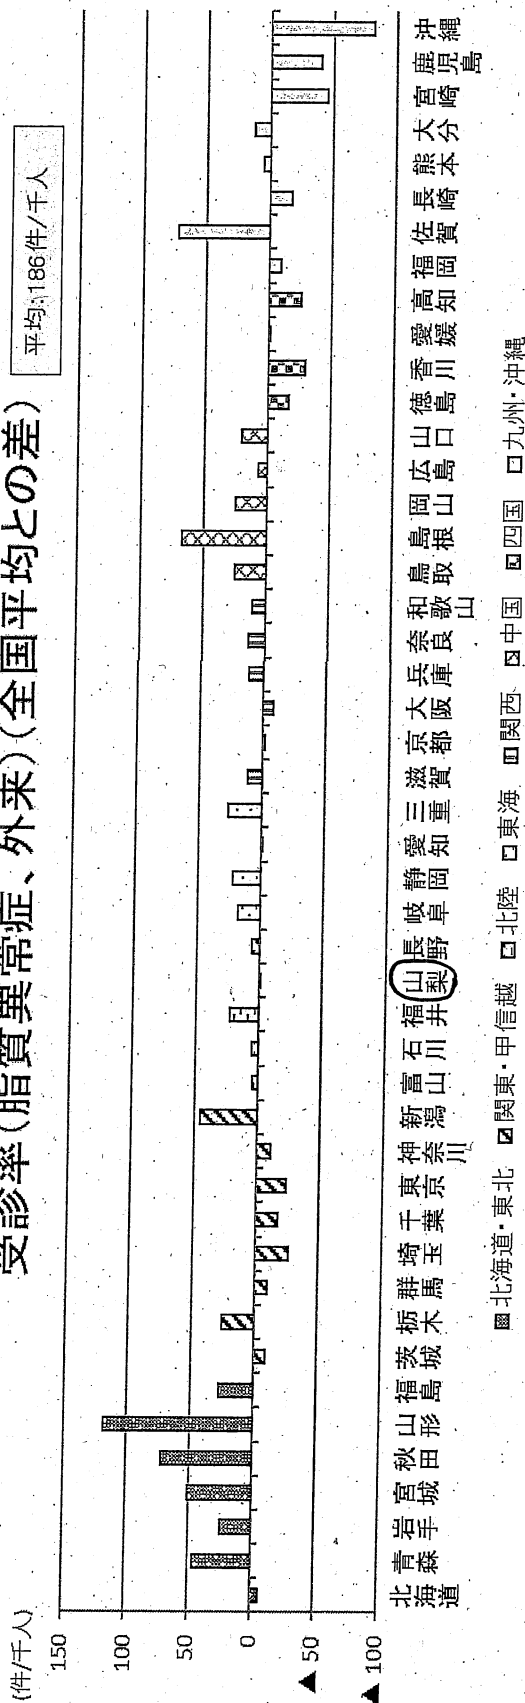 受診率(脂質異常症、外来)(全国平均との差)
平均:186件/千人
(件/千人)
150
100
50
0
▲ 50
▲ 100
北海道
青森
岩手
宮城
秋田
山形
福島
茨城
栃木
群馬
埼玉
千葉
東京
神奈川
新潟
富山
石川
福井
山梨
長野
岐阜
静岡
愛知
三重
滋賀
京都
大阪
兵庫
奈良
和歌山
鳥取
島根
岡山
広島
山口
徳島
香川
愛媛
高知
福岡
佐賀
長崎
熊本
大分
宮崎
鹿児島
沖縄
北海道・東北 関東・甲信越 北陸 東海 関西 中国 四国 九州・沖縄